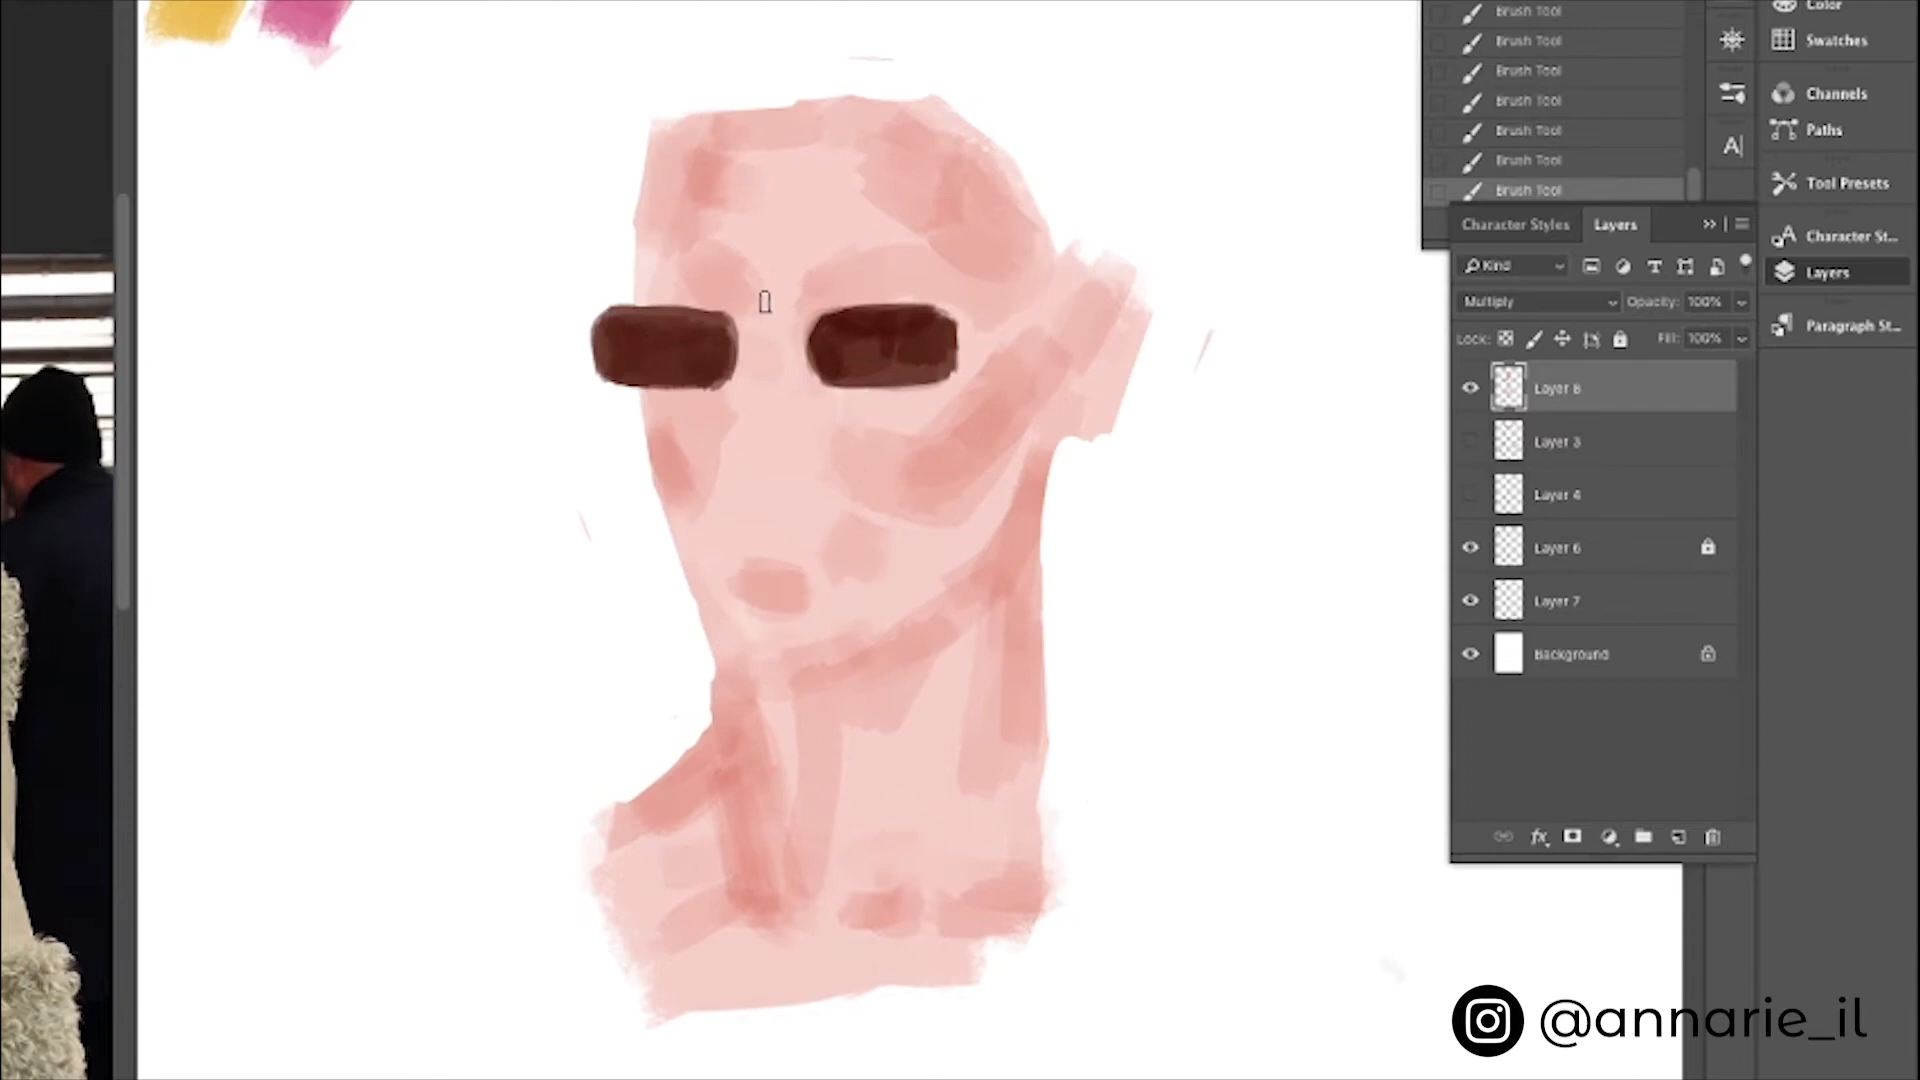 Brush Tool
Brush Tool
Brush Tool
Brush Tool
Brush Tool
Brush Tool
Brush Tool
Color
Swatches
Channels
Paths
A|
Tool Presets
Character St...
Layers
Paragraph St...
Character Styles
Layers
Kind
Multiply
Opacity: 100%
Lock:
Fill: 100%
Layer 8
Layer 3
Layer 4
Layer 6
Layer 7
Background
fx
@annarie_il